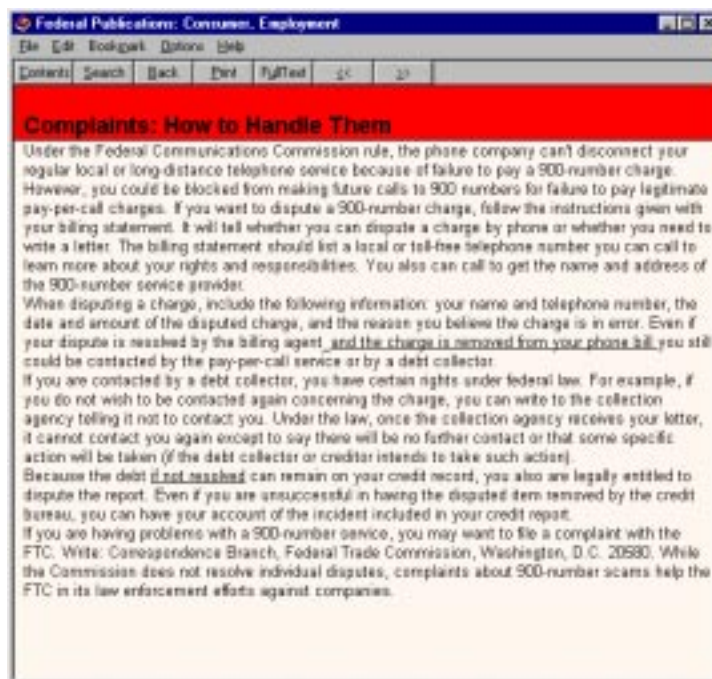 Federal Publications: Consumer, Employment
File Edit Bookmark Options Help
Contents Search Back Print FullText << >>
Complaints: How to Handle Them
Under the Federal Communications Commission rule, the phone company can't disconnect your
regular local or long-distance telephone service because of failure to pay a 900-number charge.
However, you could be blocked from making future calls to 900 numbers for failure to pay legitimate
pay-per-call charges. If you want to dispute a 900-number charge, follow the instructions given with
your billing statement. It will tell whether you can dispute a charge by phone or whether you need to
write a letter. The billing statement should list a local or toll-free telephone number you can call to
learn more about your rights and responsibilities. You also can call to get the name and address of
the 900-number service provider.
When disputing a charge, include the following information: your name and telephone number, the
date and amount of the disputed charge, and the reason you believe the charge is in error. Even if
your dispute is resolved by the billing agent and the charge is removed from your phone bill you still
could be contacted by the pay-per-call service or by a debt collector.
If you are contacted by a debt collector, you have certain rights under federal law. For example, if
you do not wish to be contacted again concerning the charge, you can write to the collection
agency telling it not to contact you. Under the law, once the collection agency receives your letter,
it cannot contact you again except to say there will be no further contact or that some specific
action will be taken (if the debt collector or creditor intends to take such action).
Because the debt if not resolved can remain on your credit record, you also are legally entitled to
dispute the report. Even if you are unsuccessful in having the disputed item removed by the credit
bureau, you can have your account of the incident included in your credit report.
If you are having problems with a 900-number service, you may want to file a complaint with the
FTC. Write: Correspondence Branch, Federal Trade Commission, Washington, D.C. 20580. While
the Commission does not resolve individual disputes, complaints about 900-number scams help the
FTC in its law enforcement efforts against companies.